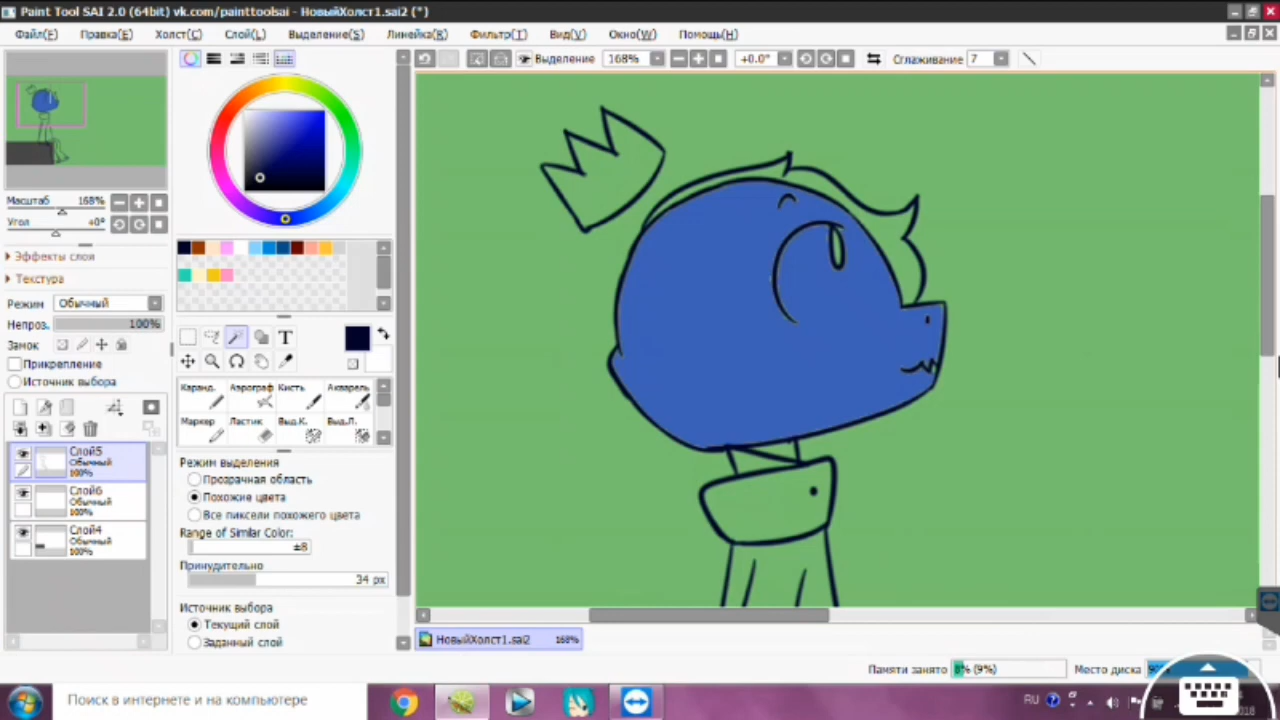 Paint Tool SAI 2.0 (64bit) vk.com/painttoolsai - НовыйХолст1.sai2 (*)
Файл(F) Правка(E) Холст(C) Слой(L) Выделение(S) Линейка(R) Фильтр(T) Вид(V) Окно(W) Помощь(H)
Выделение 168% +0.0° Сглаживание 7
Масштаб 168%
Угол +0°
Эффекты слоя
Текстура
Режим Обычный
Непроз. 100%
Замок
Прикрепление
Источник выбора
Слой5
Обычный
100%
Слой6
Обычный
100%
Слой4
Обычный
100%
T
Каранд. Аэрограф Кисть Акварель
Маркер Ластик Выд.К. Выд.Л.
Режим выделения
Прозрачная область
Похожие цвета
Все пиксели похожего цвета
Range of Similar Color:
±8
Принудительно
34 px
Источник выбора
Текущий слой
Заданный слой
НовыйХолст1.sai2 168%
Памяти занято 8% (9%) Место диска
Поиск в интернете и на компьютере
RU
2018